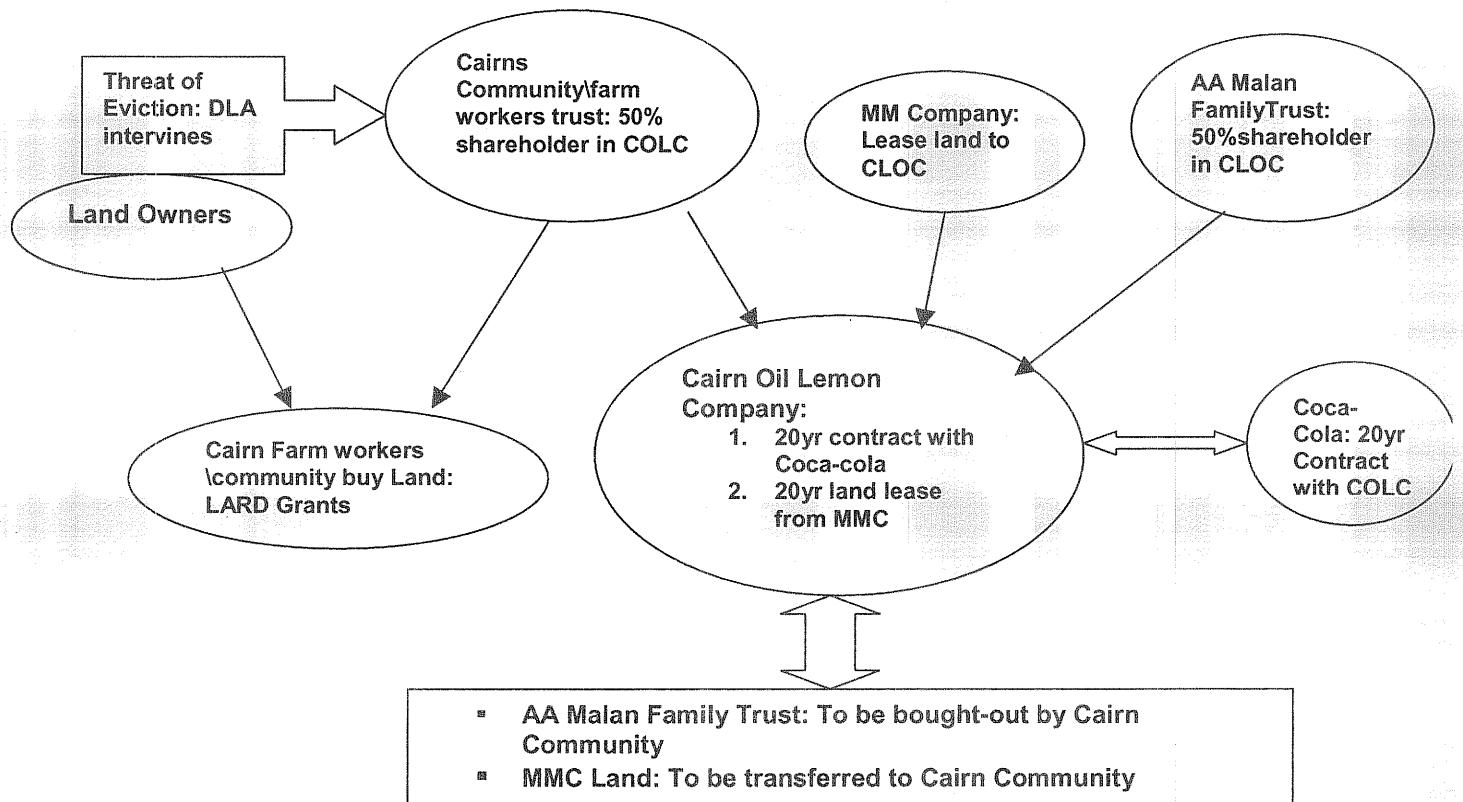 Threat of
Eviction: DLA
intervines
Land Owners
Cairns
Community\farm
workers trust: 50%
shareholder in COLC
MM Company:
Lease land to
CLOC
AA Malan
FamilyTrust:
50%shareholder
in CLOC
Cairn Farm workers
\community buy Land:
LARD Grants
Cairn Oil Lemon
Company:
1. 20yr contract with
Coca-cola
2. 20yr land lease
from MMC
Coca-
Cola: 20yr
Contract
with COLC
▪ AA Malan Family Trust: To be bought-out by Cairn
Community
▪ MMC Land: To be transferred to Cairn Community